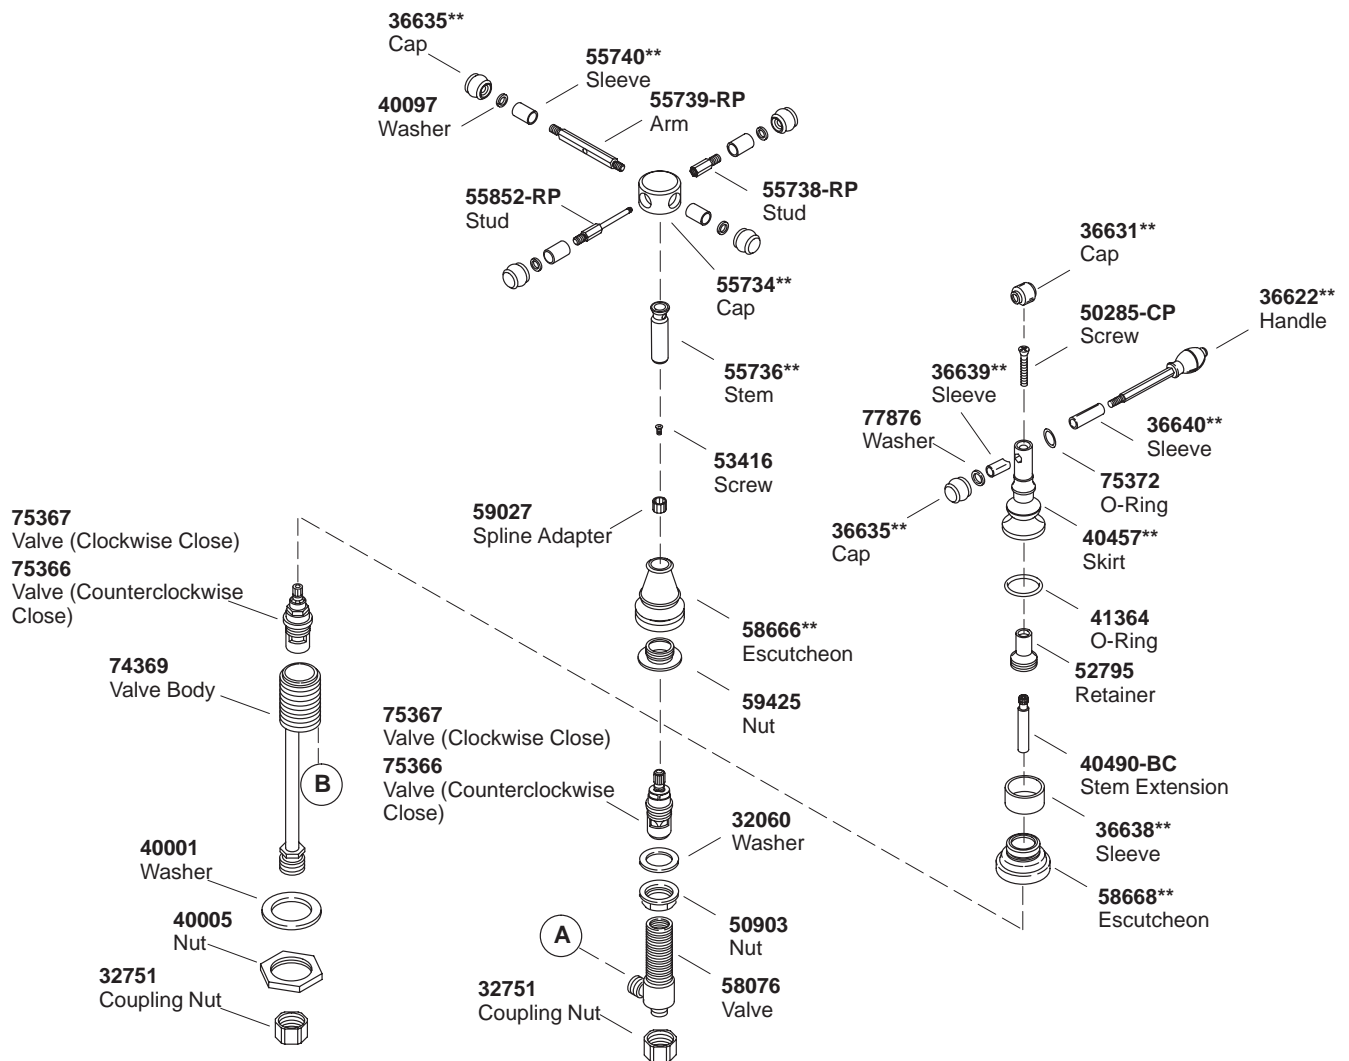 36635**
Cap
55740**
Sleeve
40097
Washer
55739-RP
Arm
55852-RP
Stud
55738-RP
Stud
55734**
Cap
55736**
Stem
53416
Screw
59027
Spline Adapter
58666**
Escutcheon
59425
Nut
75367
Valve (Clockwise Close)
75366
Valve (Counterclockwise
Close)
32060
Washer
50903
Nut
A
58076
Valve
32751
Coupling Nut
75367
Valve (Clockwise Close)
75366
Valve (Counterclockwise
Close)
74369
Valve Body
B
40001
Washer
40005
Nut
32751
Coupling Nut
36631**
Cap
50285-CP
Screw
36622**
Handle
36639**
Sleeve
77876
Washer
36640**
Sleeve
75372
O-Ring
36635**
Cap
40457**
Skirt
41364
O-Ring
52795
Retainer
40490-BC
Stem Extension
36638**
Sleeve
58668**
Escutcheon